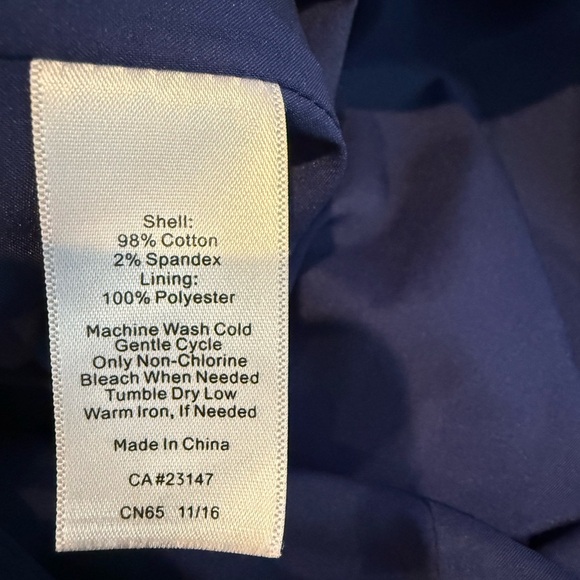 Shell:
98% Cotton
2% Spandex
Lining:
100% Polyester
Machine Wash Cold
Gentle Cycle
Only Non-Chlorine
Bleach When Needed
Tumble Dry Low
Warm Iron, If Needed
Made In China
CA#23147
CN65 11/16